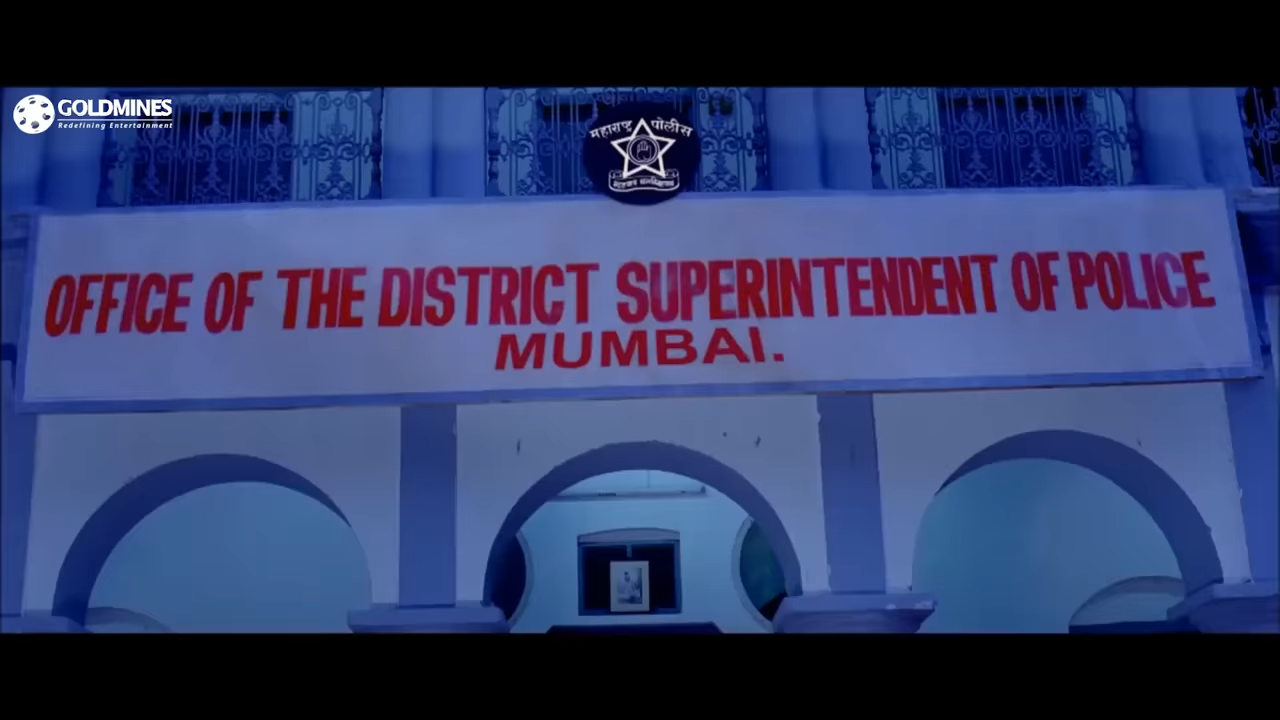 GOLDMINES
Redefining Entertainment
महाराष्ट्र पोलीस
OFFICE OF THE DISTRICT SUPERINTENDENT OF POLICE
MUMBAI.